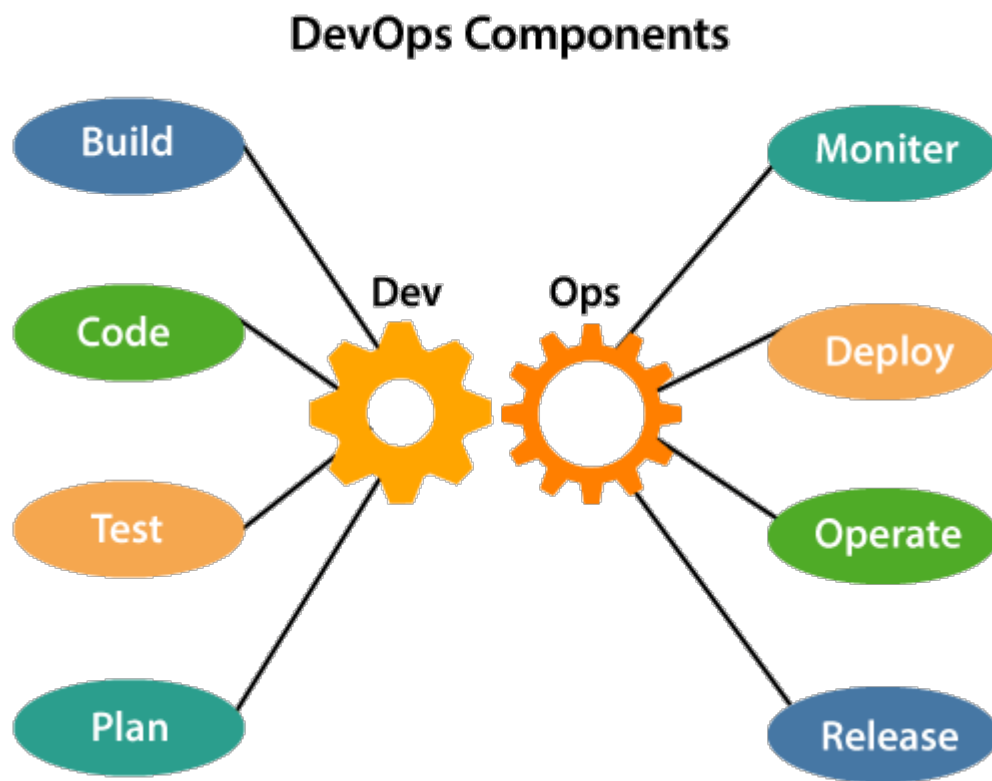 DevOps Components
Build
Moniter
Dev
Ops
Code
Deploy
Test
Operate
Plan
Release